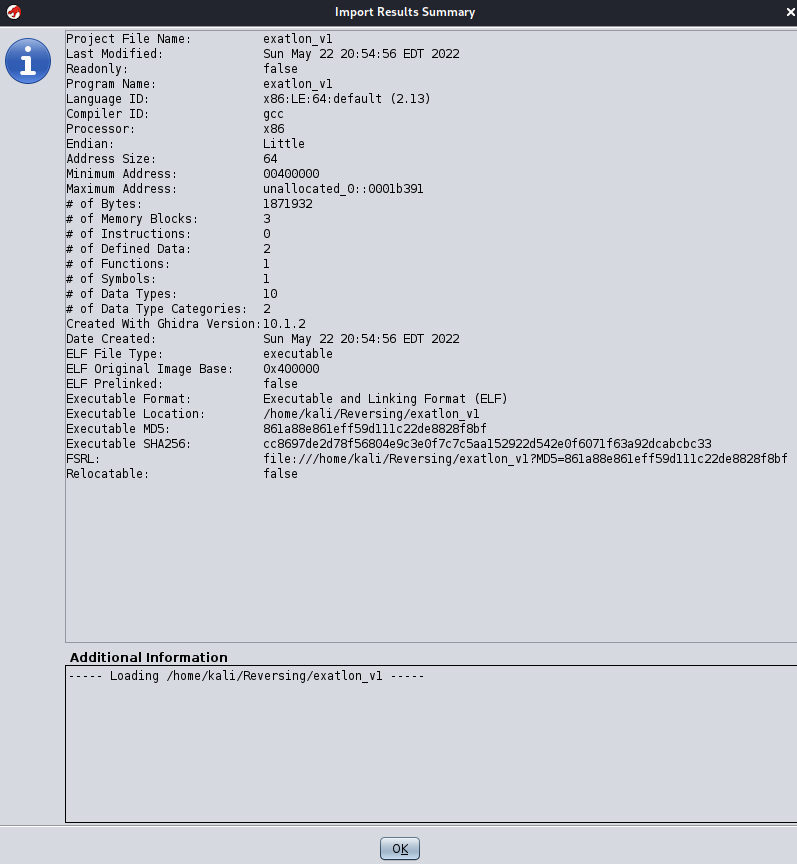 Import Results Summary
Project File Name: exatlon_v1
Last Modified: Sun May 22 20:54:56 EDT 2022
Readonly: false
Program Name: exatlon_v1
Language ID: x86:LE:64:default (2.13)
Compiler ID: gcc
Processor: x86
Endian: Little
Address Size: 64
Minimum Address: 00400000
Maximum Address: unallocated_0::0001b391
# of Bytes: 1871932
# of Memory Blocks: 3
# of Instructions: 0
# of Defined Data: 2
# of Functions: 1
# of Symbols: 1
# of Data Types: 10
# of Data Type Categories: 2
Created With Ghidra Version: 10.1.2
Date Created: Sun May 22 20:54:56 EDT 2022
ELF File Type: executable
ELF Original Image Base: 0x400000
ELF Prelinked: false
Executable Format: Executable and Linking Format (ELF)
Executable Location: /home/kali/Reversing/exatlon_v1
Executable MD5: 861a88e861eff59d111c22de8828f8bf
Executable SHA256: cc8697de2d78f56804e9c3e0f7c7c5aa152922d542e0f6071f63a92dcabcbc33
FSRL: file:///home/kali/Reversing/exatlon_v1?MD5=861a88e861eff59d111c22de8828f8bf
Relocatable: false
Additional Information
----- Loading /home/kali/Reversing/exatlon_v1 -----
OK